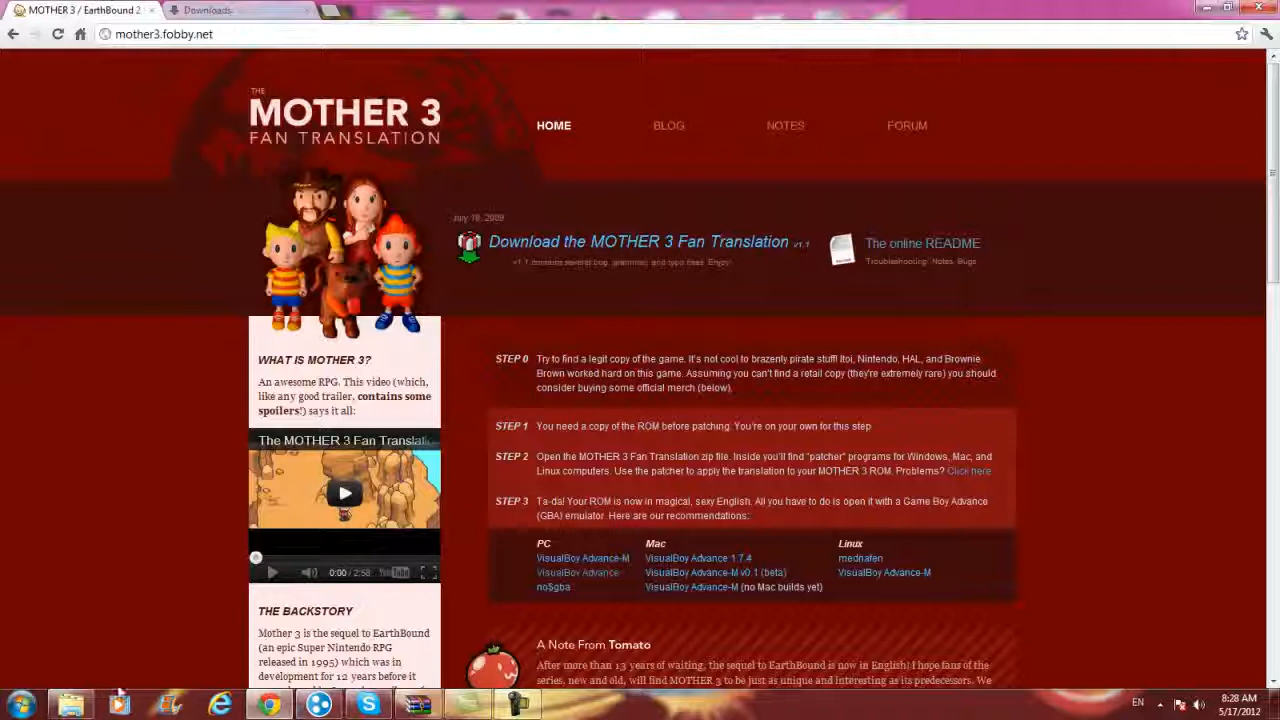 MOTHER 3 / EarthBound 2
Downloads
mother3.fobby.net
THE
MOTHER 3
FAN TRANSLATION
HOME
BLOG
NOTES
FORUM
July 18, 2009
Download the MOTHER 3 Fan Translation v1.1
v1.1 contains several bug, grammar, and typo fixes. Enjoy!
The online README
Troubleshooting. Notes. Bugs.
WHAT IS MOTHER 3?
An awesome RPG. This video (which,
like any good trailer, contains some
spoilers!) says it all:
The MOTHER 3 Fan Translat
0:00 / 2:58
YouTube
THE BACKSTORY
Mother 3 is the sequel to EarthBound
(an epic Super Nintendo RPG
released in 1995) which was in
development for 12 years before it
STEP 0 Try to find a legit copy of the game. It's not cool to brazenly pirate stuff! Itoi, Nintendo, HAL, and Brownie
Brown worked hard on this game. Assuming you can't find a retail copy (they're extremely rare) you should
consider buying some official merch (below).
STEP 1 You need a copy of the ROM before patching. You're on your own for this step.
STEP 2 Open the MOTHER 3 Fan Translation zip file. Inside you'll find "patcher" programs for Windows, Mac, and
Linux computers. Use the patcher to apply the translation to your MOTHER 3 ROM. Problems? Click here
STEP 3 Ta-da! Your ROM is now in magical, sexy English. All you have to do is open it with a Game Boy Advance
(GBA) emulator. Here are our recommendations:
PC
VisualBoy Advance-M
VisualBoy Advance
no$gba
Mac
VisualBoy Advance 1.7.4
VisualBoy Advance-M v0.1 (beta)
VisualBoy Advance-M (no Mac builds yet)
Linux
mednafen
VisualBoy Advance-M
A Note From Tomato
After more than 13 years of waiting, the sequel to EarthBound is now in English! I hope fans of the
series, new and old, will find MOTHER 3 to be just as unique and interesting as its predecessors. We
EN
8:28 AM
5/17/2012